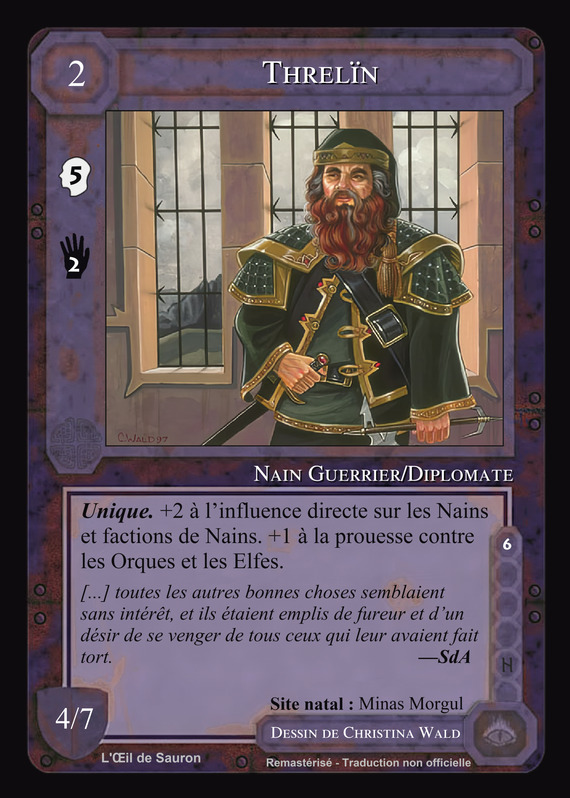 2
THRELÏN
5
2
CWALD97
NAIN GUERRIER/DIPLOMATE
Unique. +2 à l'influence directe sur les Nains
et factions de Nains. +1 à la prouesse contre
les Orques et les Elfes.
6
[...] toutes les autres bonnes choses semblaient
sans intérêt, et ils étaient emplis de fureur et d'un
désir de se venger de tous ceux qui leur avaient fait
tort. —SdA
Site natal : Minas Morgul
4/7
DESSIN DE CHRISTINA WALD
L'Œil de Sauron
Remastérisé - Traduction non officielle